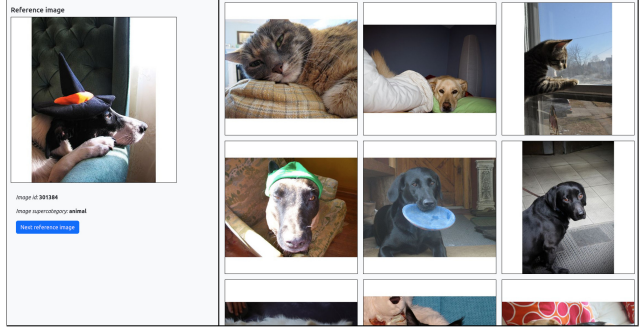 Reference image
Image id: 301384
Image supercategory: animal
Next reference image